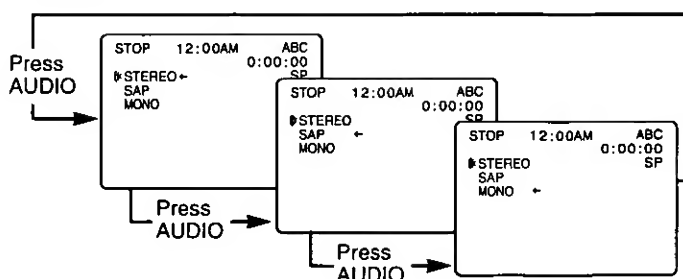 Press
AUDIO
STOP 12:00AM ABC
0:00:00
STEREO ← SP
SAP
MONO
Press
AUDIO
STOP 12:00AM ABC
0:00:00
STEREO SP
SAP ←
MONO
Press
AUDIO
STOP 12:00AM ABC
0:00:00
STEREO SP
SAP
MONO ←